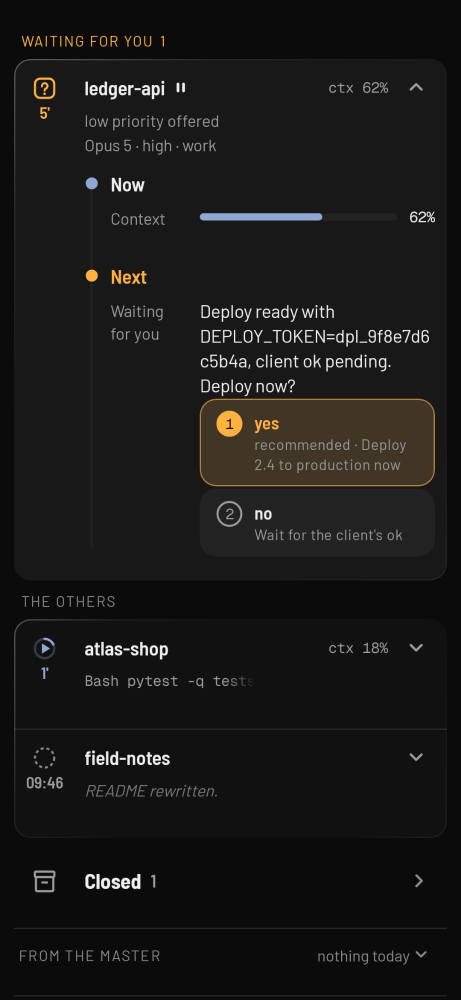 WAITING FOR YOU 1
ledger-api
ctx 62%
5'
low priority offered
Opus 5 · high · work
Now
Context
62%
Next
Waiting
for you
Deploy ready with
DEPLOY_TOKEN=dpl_9f8e7d6
c5b4a, client ok pending.
Deploy now?
1
yes
recommended · Deploy
2.4 to production now
2
no
Wait for the client's ok
THE OTHERS
atlas-shop
ctx 18%
1'
Bash pytest -q tests
field-notes
09:46
README rewritten.
Closed 1
FROM THE MASTER
nothing today